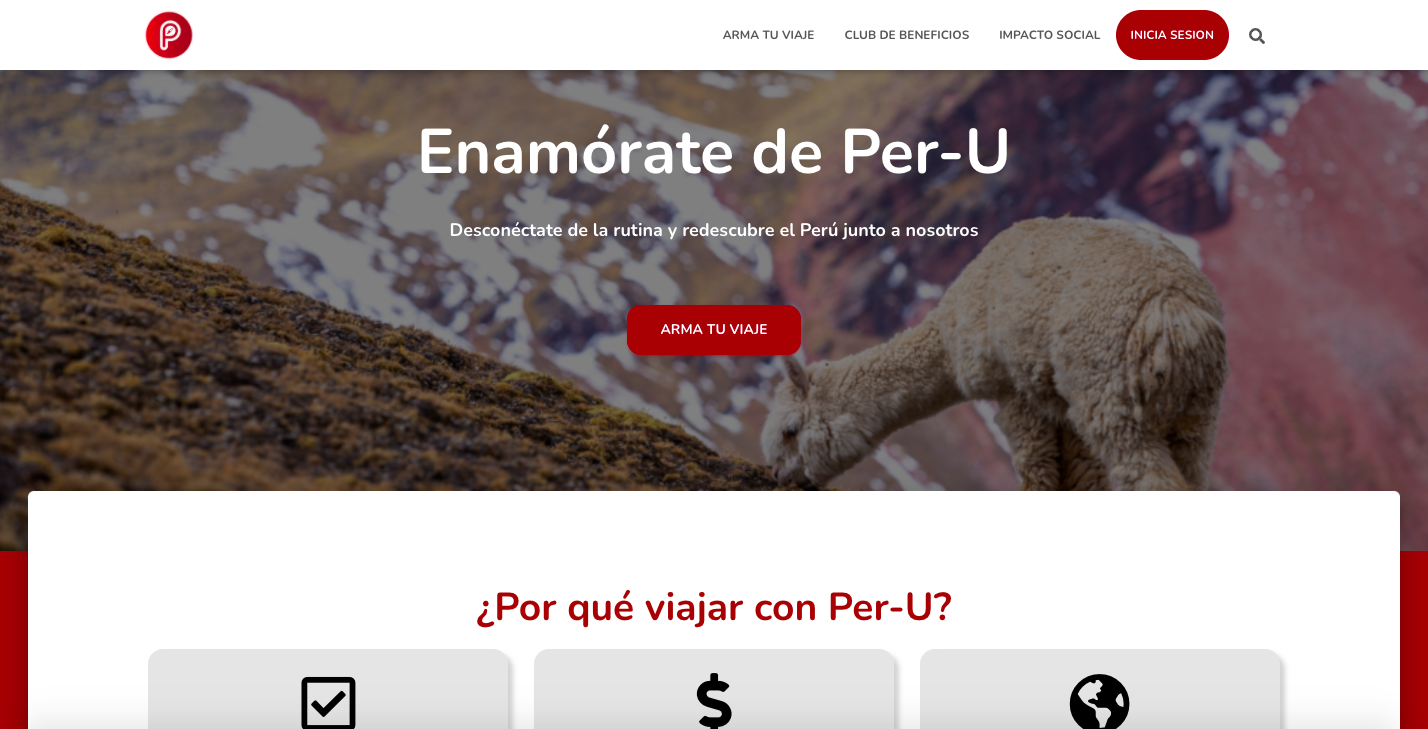 ARMA TU VIAJE
CLUB DE BENEFICIOS
IMPACTO SOCIAL
INICIA SESION
Enamórate de Per-U
Desconéctate de la rutina y redescubre el Perú junto a nosotros
ARMA TU VIAJE
¿Por qué viajar con Per-U?